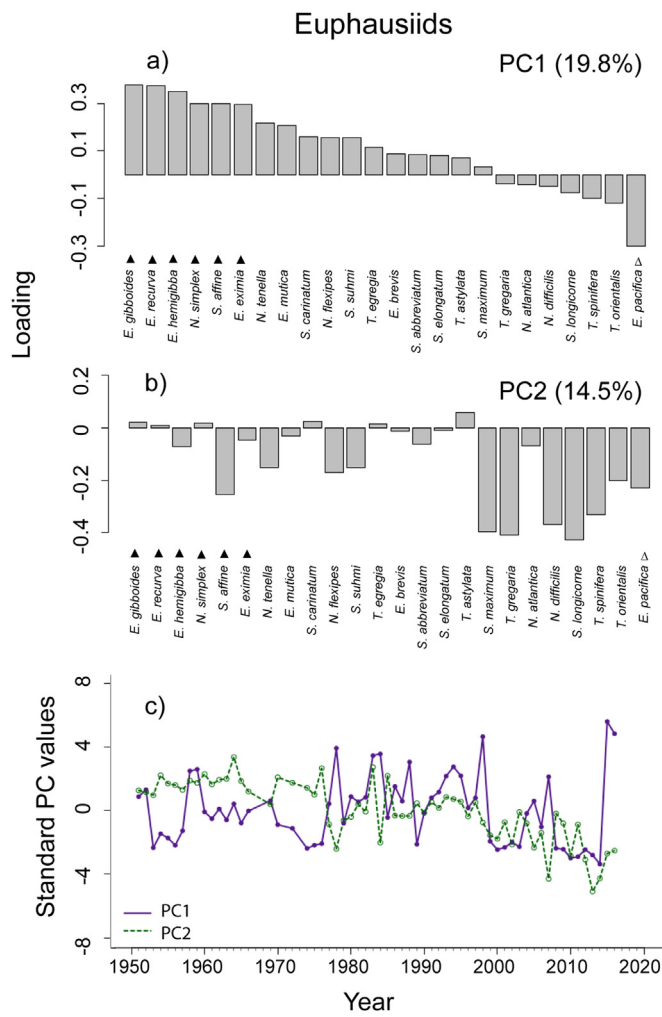 Euphausiids
a)
PC1 (19.8%)
0.3
0.1
-0.1
-0.3
E. gibboides
E. recurva
E. hemigibba
N. simplex
S. affine
E. eximia
N. tenella
E. mutica
S. carinatum
N. flexipes
S. suhmi
T. egregia
E. brevis
S. abbreviatum
S. elongatum
T. astylata
S. maximum
T. gregaria
N. atlantica
N. difficilis
S. longicorne
T. spinifera
T. orientalis
E. pacifica
Loading
b)
PC2 (14.5%)
0.2
0
-0.2
-0.4
E. gibboides
E. recurva
E. hemigibba
N. simplex
S. affine
E. eximia
N. tenella
E. mutica
S. carinatum
N. flexipes
S. suhmi
T. egregia
E. brevis
S. abbreviatum
S. elongatum
T. astylata
S. maximum
T. gregaria
N. atlantica
N. difficilis
S. longicorne
T. spinifera
T. orientalis
E. pacifica
c)
8
4
0
-4
-8
Standard PC values
PC1
PC2
1950 1960 1970 1980 1990 2000 2010 2020
Year